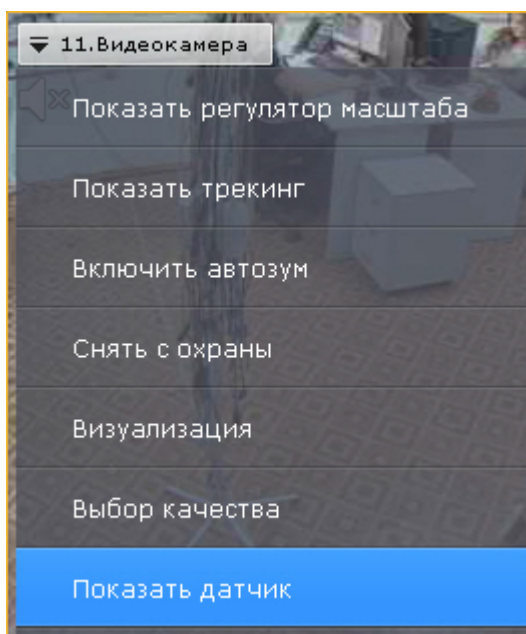 11.Видеокамера
Показать регулятор масштаба
Показать трекинг
Включить автозум
Снять с охраны
Визуализация
Выбор качества
Показать датчик